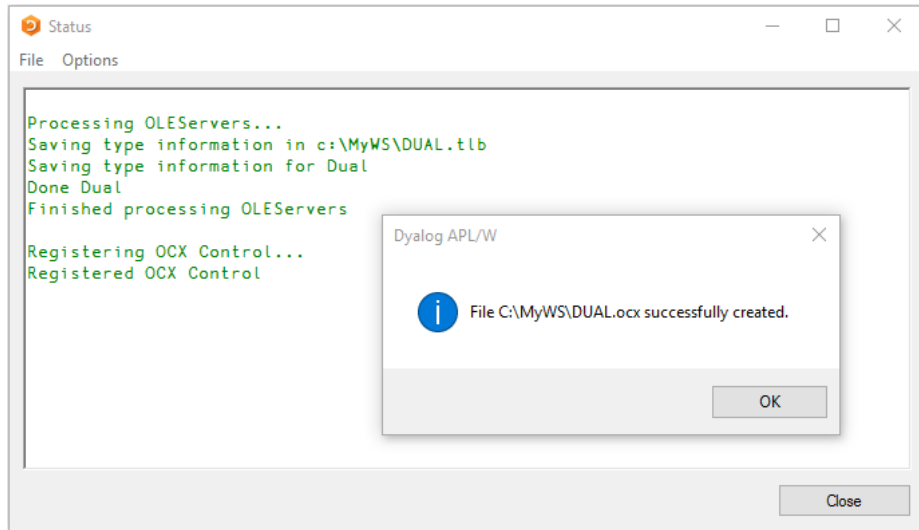 Status
File Options
Processing OLEServers...
Saving type information in c:\MyWS\DUAL.tlb
Saving type information for Dual
Done Dual
Finished processing OLEServers
Registering OCX Control...
Registered OCX Control
Dyalog APL/W
File C:\MyWS\DUAL.ocx successfully created.
OK
Close